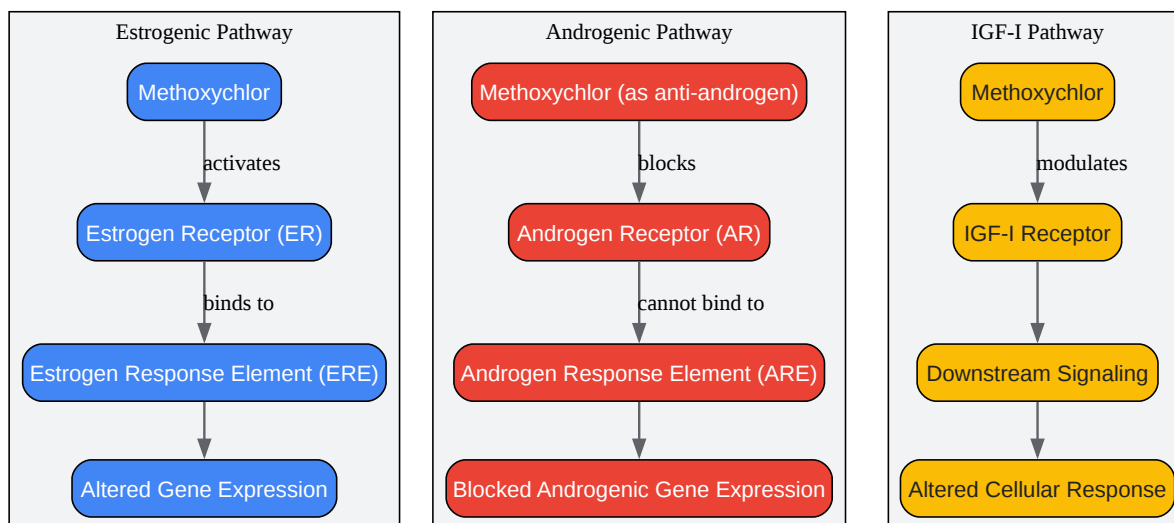 Estrogenic Pathway
Methoxychlor
activates
Estrogen Receptor (ER)
binds to
Estrogen Response Element (ERE)
Altered Gene Expression
Androgenic Pathway
Methoxychlor (as anti-androgen)
blocks
Androgen Receptor (AR)
cannot bind to
Androgen Response Element (ARE)
Blocked Androgenic Gene Expression
IGF-I Pathway
Methoxychlor
modulates
IGF-I Receptor
Downstream Signaling
Altered Cellular Response